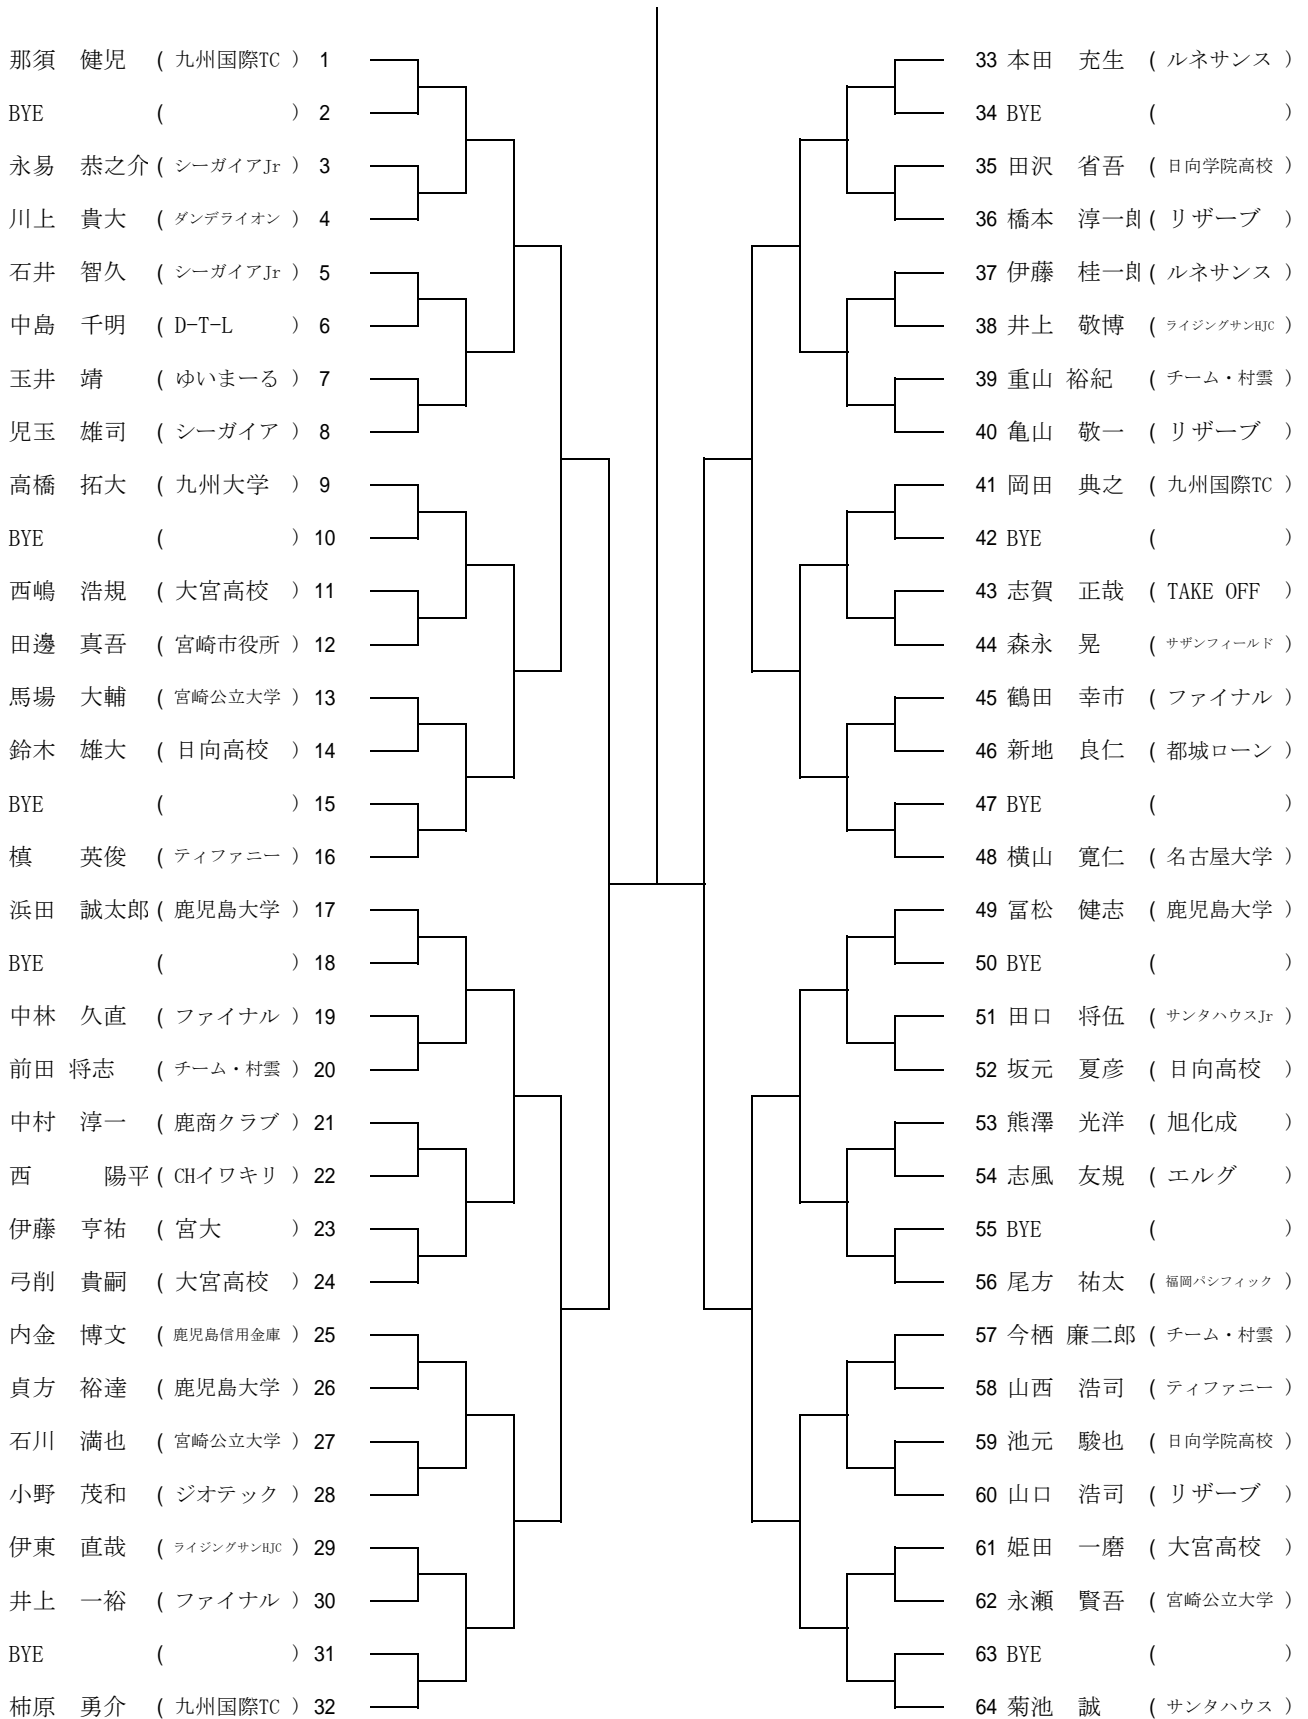 那須　健児　( 九州国際TC ) 1
BYE ( ) 2
永易　恭之介 ( シーガイアJr ) 3
川上　貴大　( ダンデライオン ) 4
石井　智久　( シーガイアJr ) 5
中島　千明　( D-T-L ) 6
玉井　靖　( ゆいまーる ) 7
児玉　雄司　( シーガイア ) 8
高橋　拓大　( 九州大学 ) 9
BYE ( ) 10
西嶋　浩規　( 大宮高校 ) 11
田邊　真吾　( 宮崎市役所 ) 12
馬場　大輔　( 宮崎公立大学 ) 13
鈴木　雄大　( 日向高校 ) 14
BYE ( ) 15
槙　英俊　( ティファニー ) 16
浜田　誠太郎 ( 鹿児島大学 ) 17
BYE ( ) 18
中林　久直　( ファイナル ) 19
前田 将志　( チーム・村雲 ) 20
中村　淳一　( 鹿商クラブ ) 21
西　陽平 ( CHイワキリ ) 22
伊藤　亨祐　( 宮大 ) 23
弓削　貴嗣　( 大宮高校 ) 24
内金　博文　( 鹿児島信用金庫 ) 25
貞方　裕達　( 鹿児島大学 ) 26
石川　満也　( 宮崎公立大学 ) 27
小野　茂和　( ジオテック ) 28
伊東　直哉　( ライジングサンHJC ) 29
井上　一裕　( ファイナル ) 30
BYE ( ) 31
柿原　勇介　( 九州国際TC ) 32
33 本田　充生　( ルネサンス )
34 BYE ( )
35 田沢　省吾　( 日向学院高校 )
36 橋本　淳一郎 ( リザーブ )
37 伊藤　桂一郎 ( ルネサンス )
38 井上　敬博　( ライジングサンHJC )
39 重山 裕紀　( チーム・村雲 )
40 亀山　敬一　( リザーブ )
41 岡田　典之　( 九州国際TC )
42 BYE ( )
43 志賀　正哉　( TAKE OFF )
44 森永　晃　( サザンフィールド )
45 鶴田　幸市　( ファイナル )
46 新地　良仁　( 都城ローン )
47 BYE ( )
48 横山　寛仁　( 名古屋大学 )
49 冨松　健志　( 鹿児島大学 )
50 BYE ( )
51 田口　将伍　( サンタハウスJr )
52 坂元　夏彦　( 日向高校 )
53 熊澤　光洋　( 旭化成 )
54 志風　友規　( エルグ )
55 BYE ( )
56 尾方　祐太　( 福岡パシフィック )
57 今栖 廉二郎 ( チーム・村雲 )
58 山西　浩司　( ティファニー )
59 池元　駿也　( 日向学院高校 )
60 山口　浩司　( リザーブ )
61 姫田　一磨　( 大宮高校 )
62 永瀬　賢吾　( 宮崎公立大学 )
63 BYE ( )
64 菊池　誠　( サンタハウス )